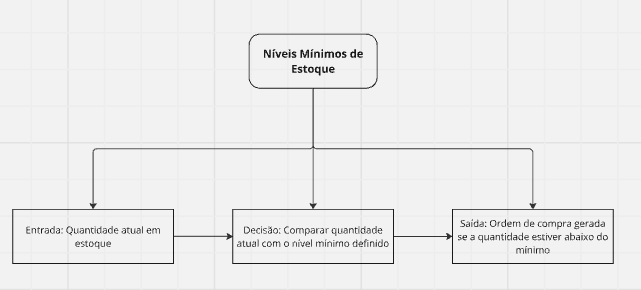 Níveis Mínimos de
Estoque
Entrada: Quantidade atual em
estoque
Decisão: Comparar quantidade
atual com o nível mínimo definido
Saída: Ordem de compra gerada
se a quantidade estiver abaixo do
mínimo